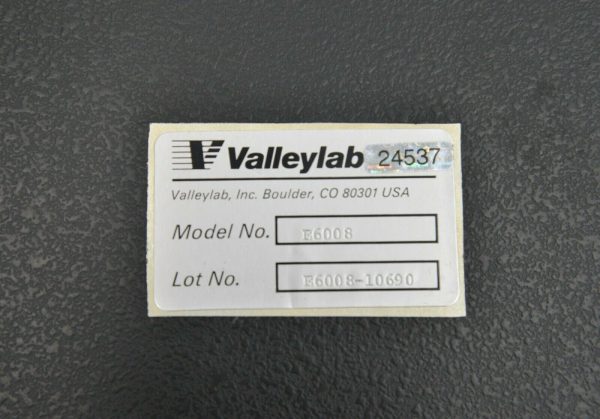 Valleylab 24537
Valleylab, Inc. Boulder, CO 80301 USA
Model No. E6008
Lot No. E6008-10690